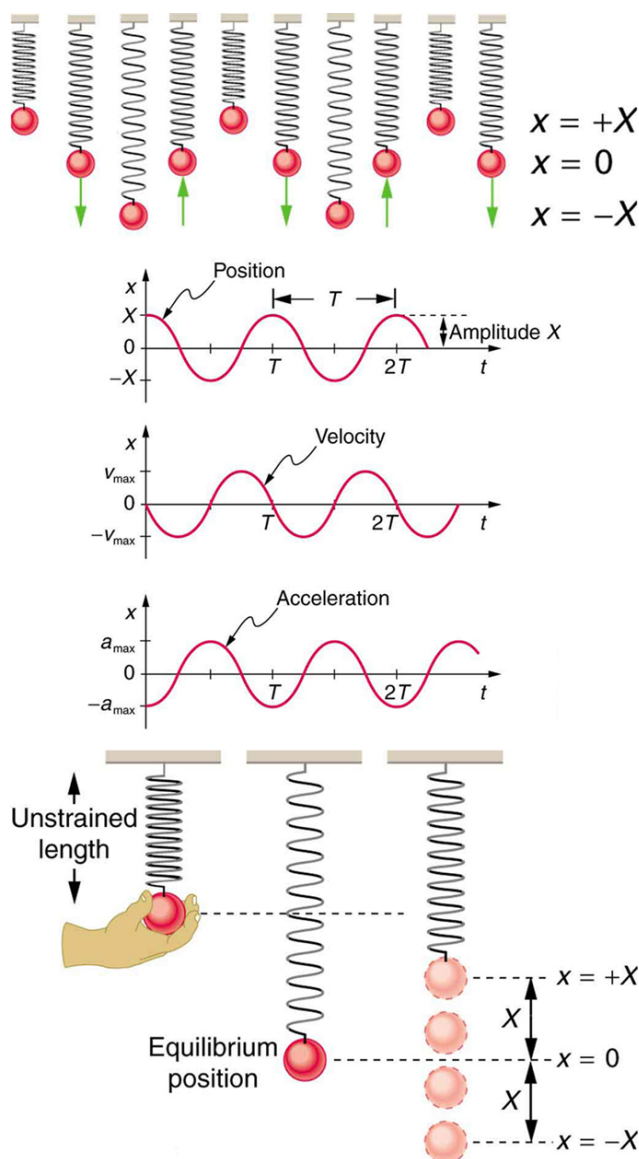 x = +X
x = 0
x = −X
x
Position
X
T
Amplitude X
0
T
2T
t
−X
x
Velocity
vmax
0
T
2T
t
−vmax
x
Acceleration
amax
0
T
2T
t
−amax
Unstrained
length
x = +X
X
Equilibrium
position
x = 0
X
x = −X